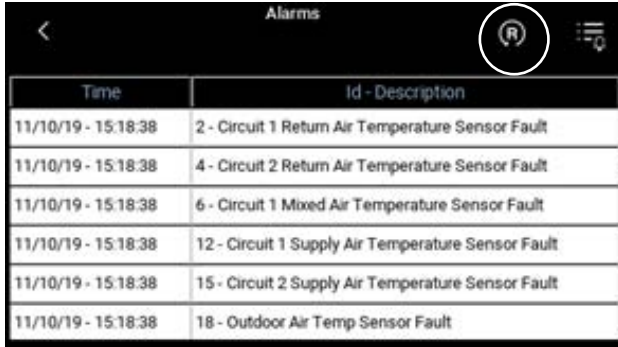 Alarms
R
Time Id - Description
11/10/19 - 15:18:38 2 - Circuit 1 Return Air Temperature Sensor Fault
11/10/19 - 15:18:38 4 - Circuit 2 Return Air Temperature Sensor Fault
11/10/19 - 15:18:38 6 - Circuit 1 Mixed Air Temperature Sensor Fault
11/10/19 - 15:18:38 12 - Circuit 1 Supply Air Temperature Sensor Fault
11/10/19 - 15:18:38 15 - Circuit 2 Supply Air Temperature Sensor Fault
11/10/19 - 15:18:38 18 - Outdoor Air Temp Sensor Fault